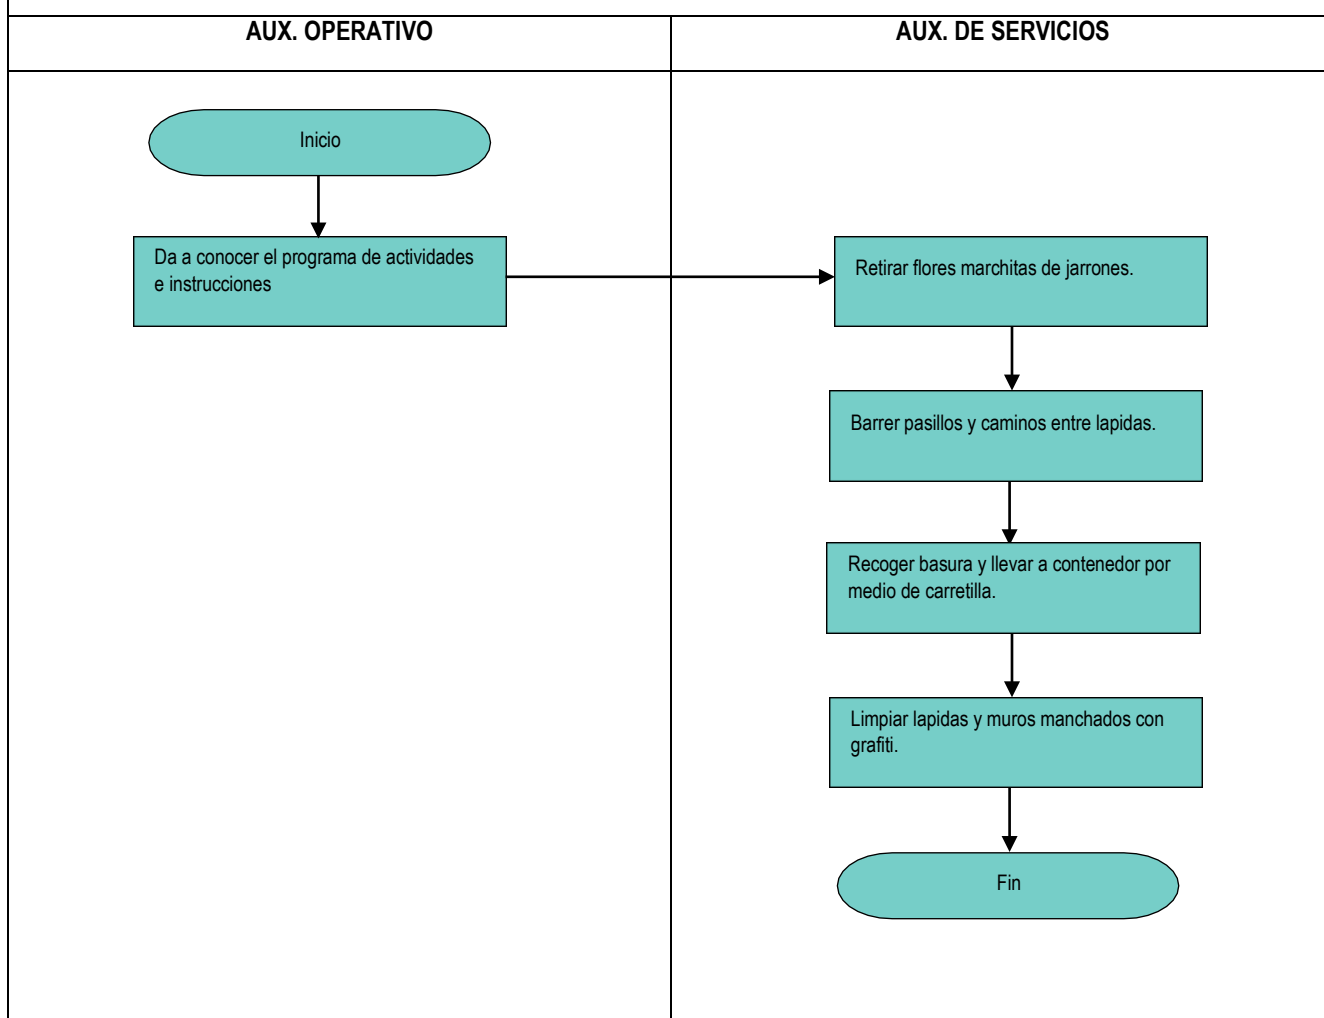 AUX. OPERATIVO
AUX. DE SERVICIOS
Inicio
Da a conocer el programa de actividades
e instrucciones
Retirar flores marchitas de jarrones.
Barrer pasillos y caminos entre lapidas.
Recoger basura y llevar a contenedor por
medio de carretilla.
Limpiar lapidas y muros manchados con
grafiti.
Fin